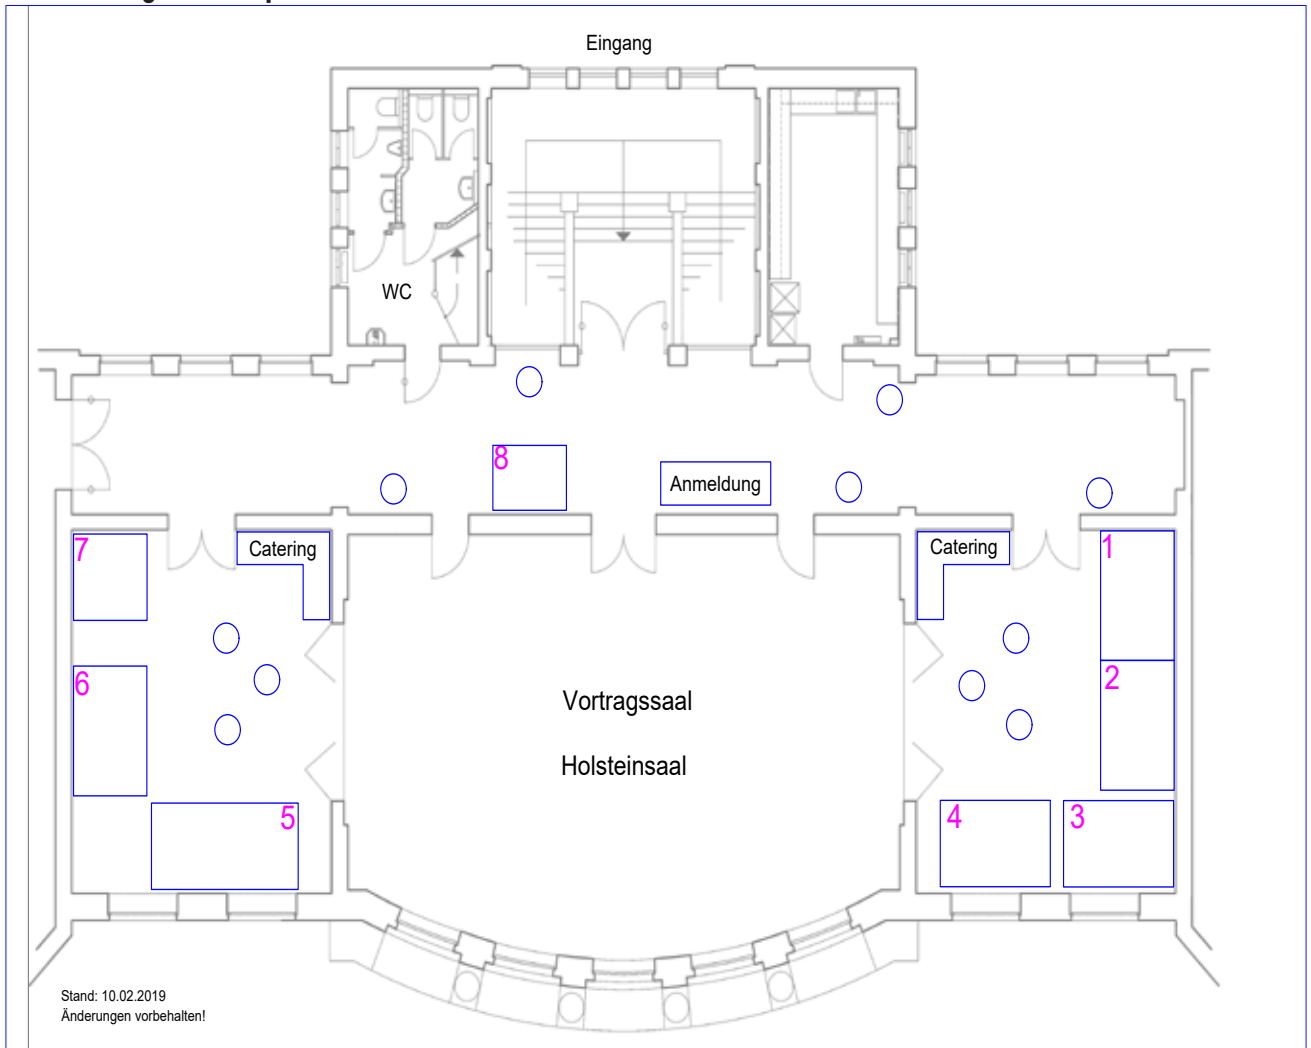 Eingang
WC
8
Anmeldung
7
Catering
Catering
1
6
2
Vortragssaal
Holsteinsaal
5
4
3
Stand: 10.02.2019
Änderungen vorbehalten!